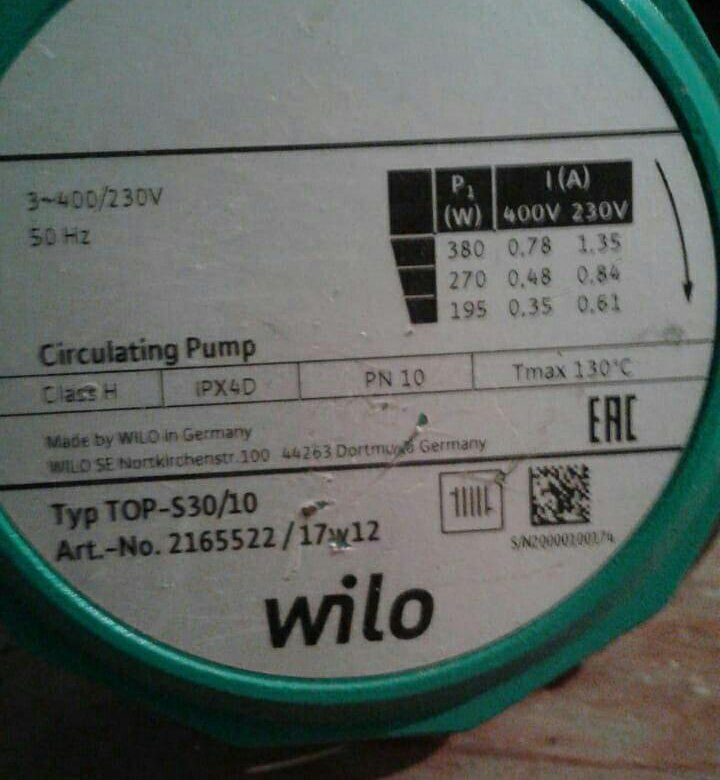 3~400/230V
50 Hz
P₁ I (A)
(W) 400V 230V
380 0,78 1,35
270 0,48 0,84
195 0,35 0,61
Circulating Pump
Class H IPX4D PN 10 Tmax 130°C
Made by WILO in Germany
WILO SE Nortkirchenstr.100 44263 Dortmund Germany
EAC
Typ TOP-S30/10
Art.-No. 2165522 / 17w12
wilo